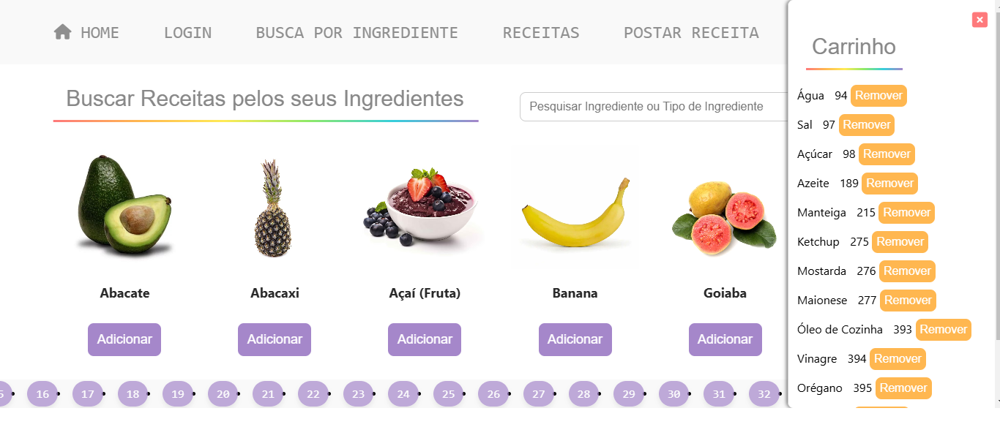 HOME LOGIN BUSCA POR INGREDIENTE RECEITAS POSTAR RECEITA
Buscar Receitas pelos seus Ingredientes
Pesquisar Ingrediente ou Tipo de Ingrediente
Abacate Abacaxi Açaí (Fruta) Banana Goiaba
Adicionar Adicionar Adicionar Adicionar Adicionar
16 17 18 19 20 21 22 23 24 25 26 27 28 29 30 31 32
Carrinho
Água 94 Remover
Sal 97 Remover
Açúcar 98 Remover
Azeite 189 Remover
Manteiga 215 Remover
Ketchup 275 Remover
Mostarda 276 Remover
Maionese 277 Remover
Óleo de Cozinha 393 Remover
Vinagre 394 Remover
Orégano 395 Remover